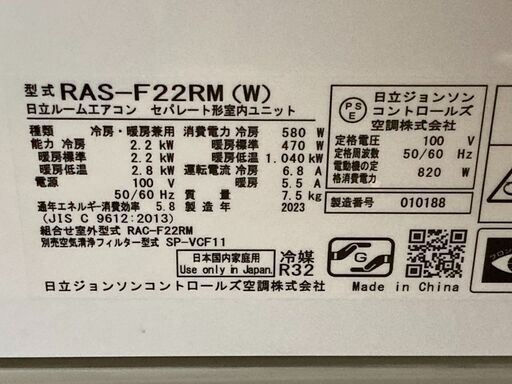 型式 RAS-F22RM (W)
日立ルームエアコン セパレート形室内ユニット
種類 冷房・暖房兼用
能力 冷房 2.2 kW
暖房標準 2.2 kW
暖房低温 2.8 kW
電源 100 V
50/60 Hz
通年エネルギー消費効率 5.8
(JIS C 9612:2013)
組合せ室外型式 RAC-F22RM
別売空気清浄フィルター型式 SP-VCF11
消費電力 冷房 580 W
暖房標準 470 W
暖房低温 1.040 kW
運転電流 冷房 6.8 A
暖房 5.5 A
質量 7.5 kg
製造年 2023
PSE
日立ジョンソン
コントロールズ
空調株式会社
定格電圧 100 V
定格周波数 50/60 Hz
電動機の定格消費電力 820 W
製造番号 010188
日本国内家庭用
Use only in Japan.
冷媒
R32
G
日立ジョンソンコントロールズ空調株式会社
Made in China
フロン